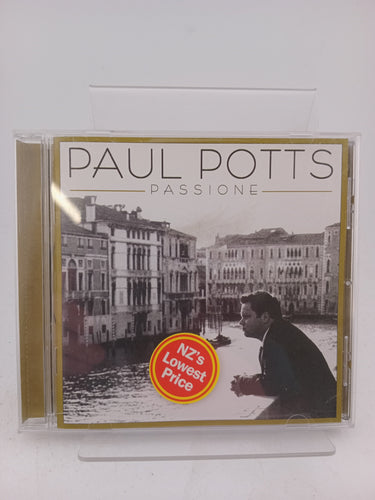 PAUL POTTS
PASSIONE
NZ's
Lowest
Price